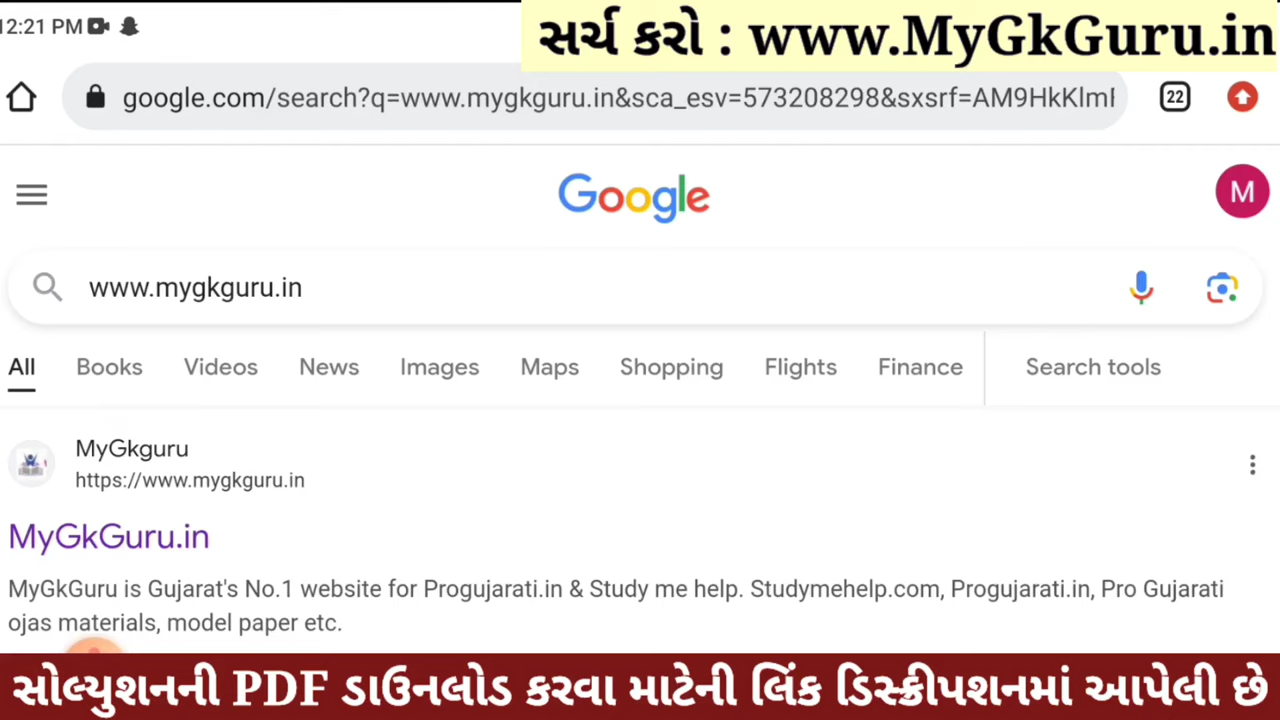 12:21 PM
સર્ચ કરો : www.MyGkGuru.in
google.com/search?q=www.mygkguru.in&sca_esv=573208298&sxsrf=AM9HkKlmF
22
Google
M
www.mygkguru.in
All Books Videos News Images Maps Shopping Flights Finance Search tools
MyGkguru
https://www.mygkguru.in
MyGkGuru.in
MyGkGuru is Gujarat's No.1 website for Progujarati.in & Study me help. Studymehelp.com, Progujarati.in, Pro Gujarati
ojas materials, model paper etc.
સોલ્યુશનની PDF ડાઉનલોડ કરવા માટેની લિંક ડિસ્ક્રીપશનમાં આપેલી છે